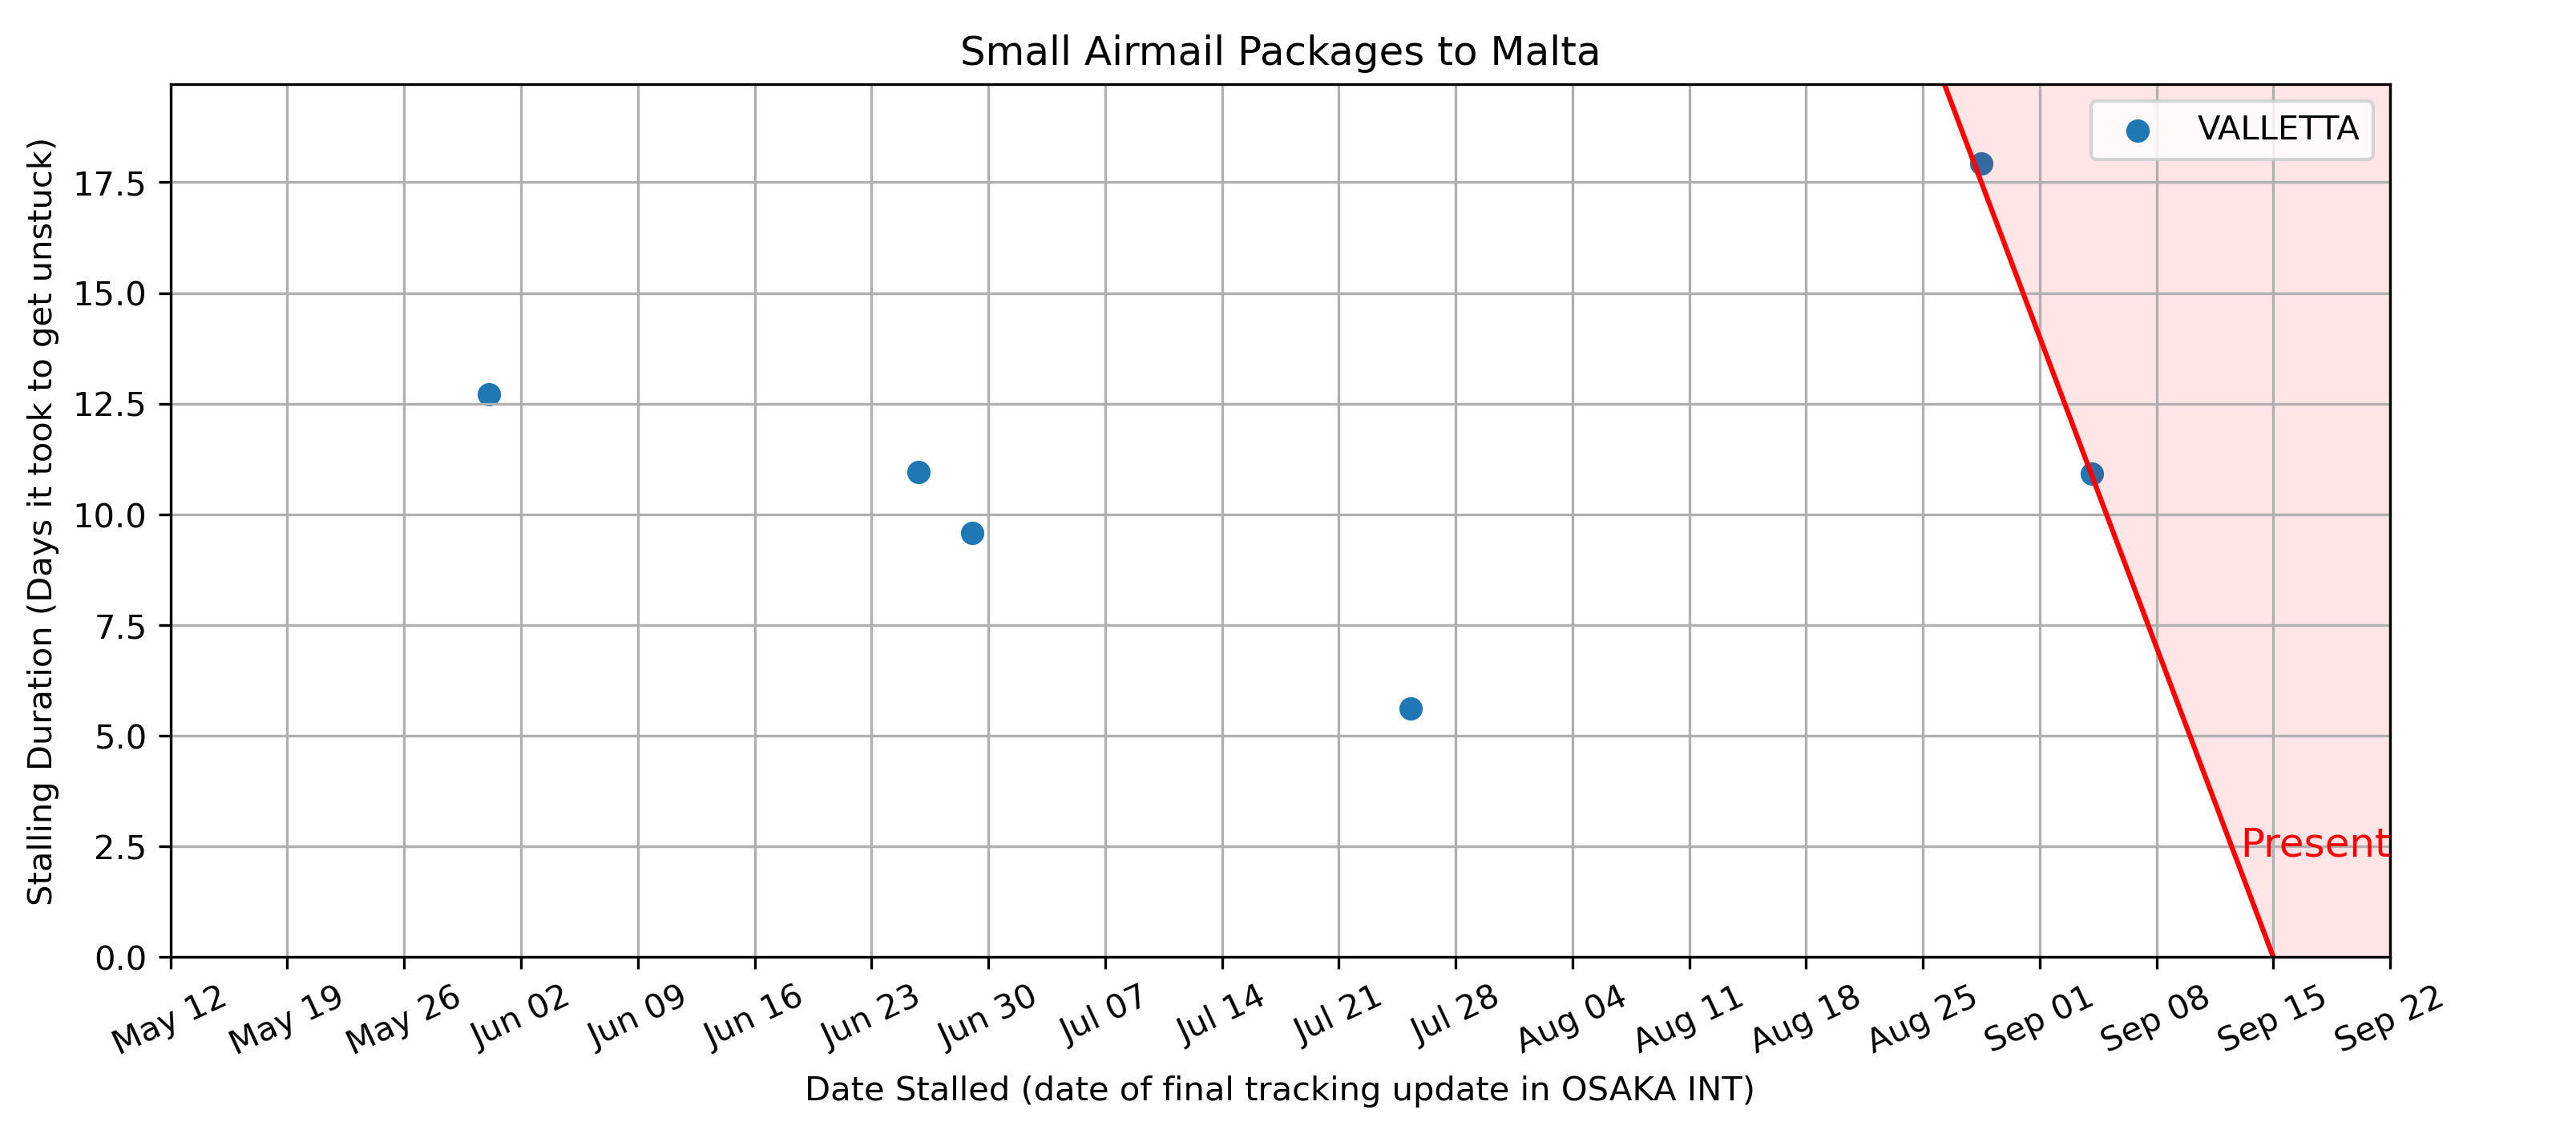 Small Airmail Packages to Malta
VALLETTA
Stalling Duration (Days it took to get unstuck)
17.5
15.0
12.5
10.0
7.5
5.0
2.5
0.0
Present
May 12
May 19
May 26
Jun 02
Jun 09
Jun 16
Jun 23
Jun 30
Jul 07
Jul 14
Jul 21
Jul 28
Aug 04
Aug 11
Aug 18
Aug 25
Sep 01
Sep 08
Sep 15
Sep 22
Date Stalled (date of final tracking update in OSAKA INT)